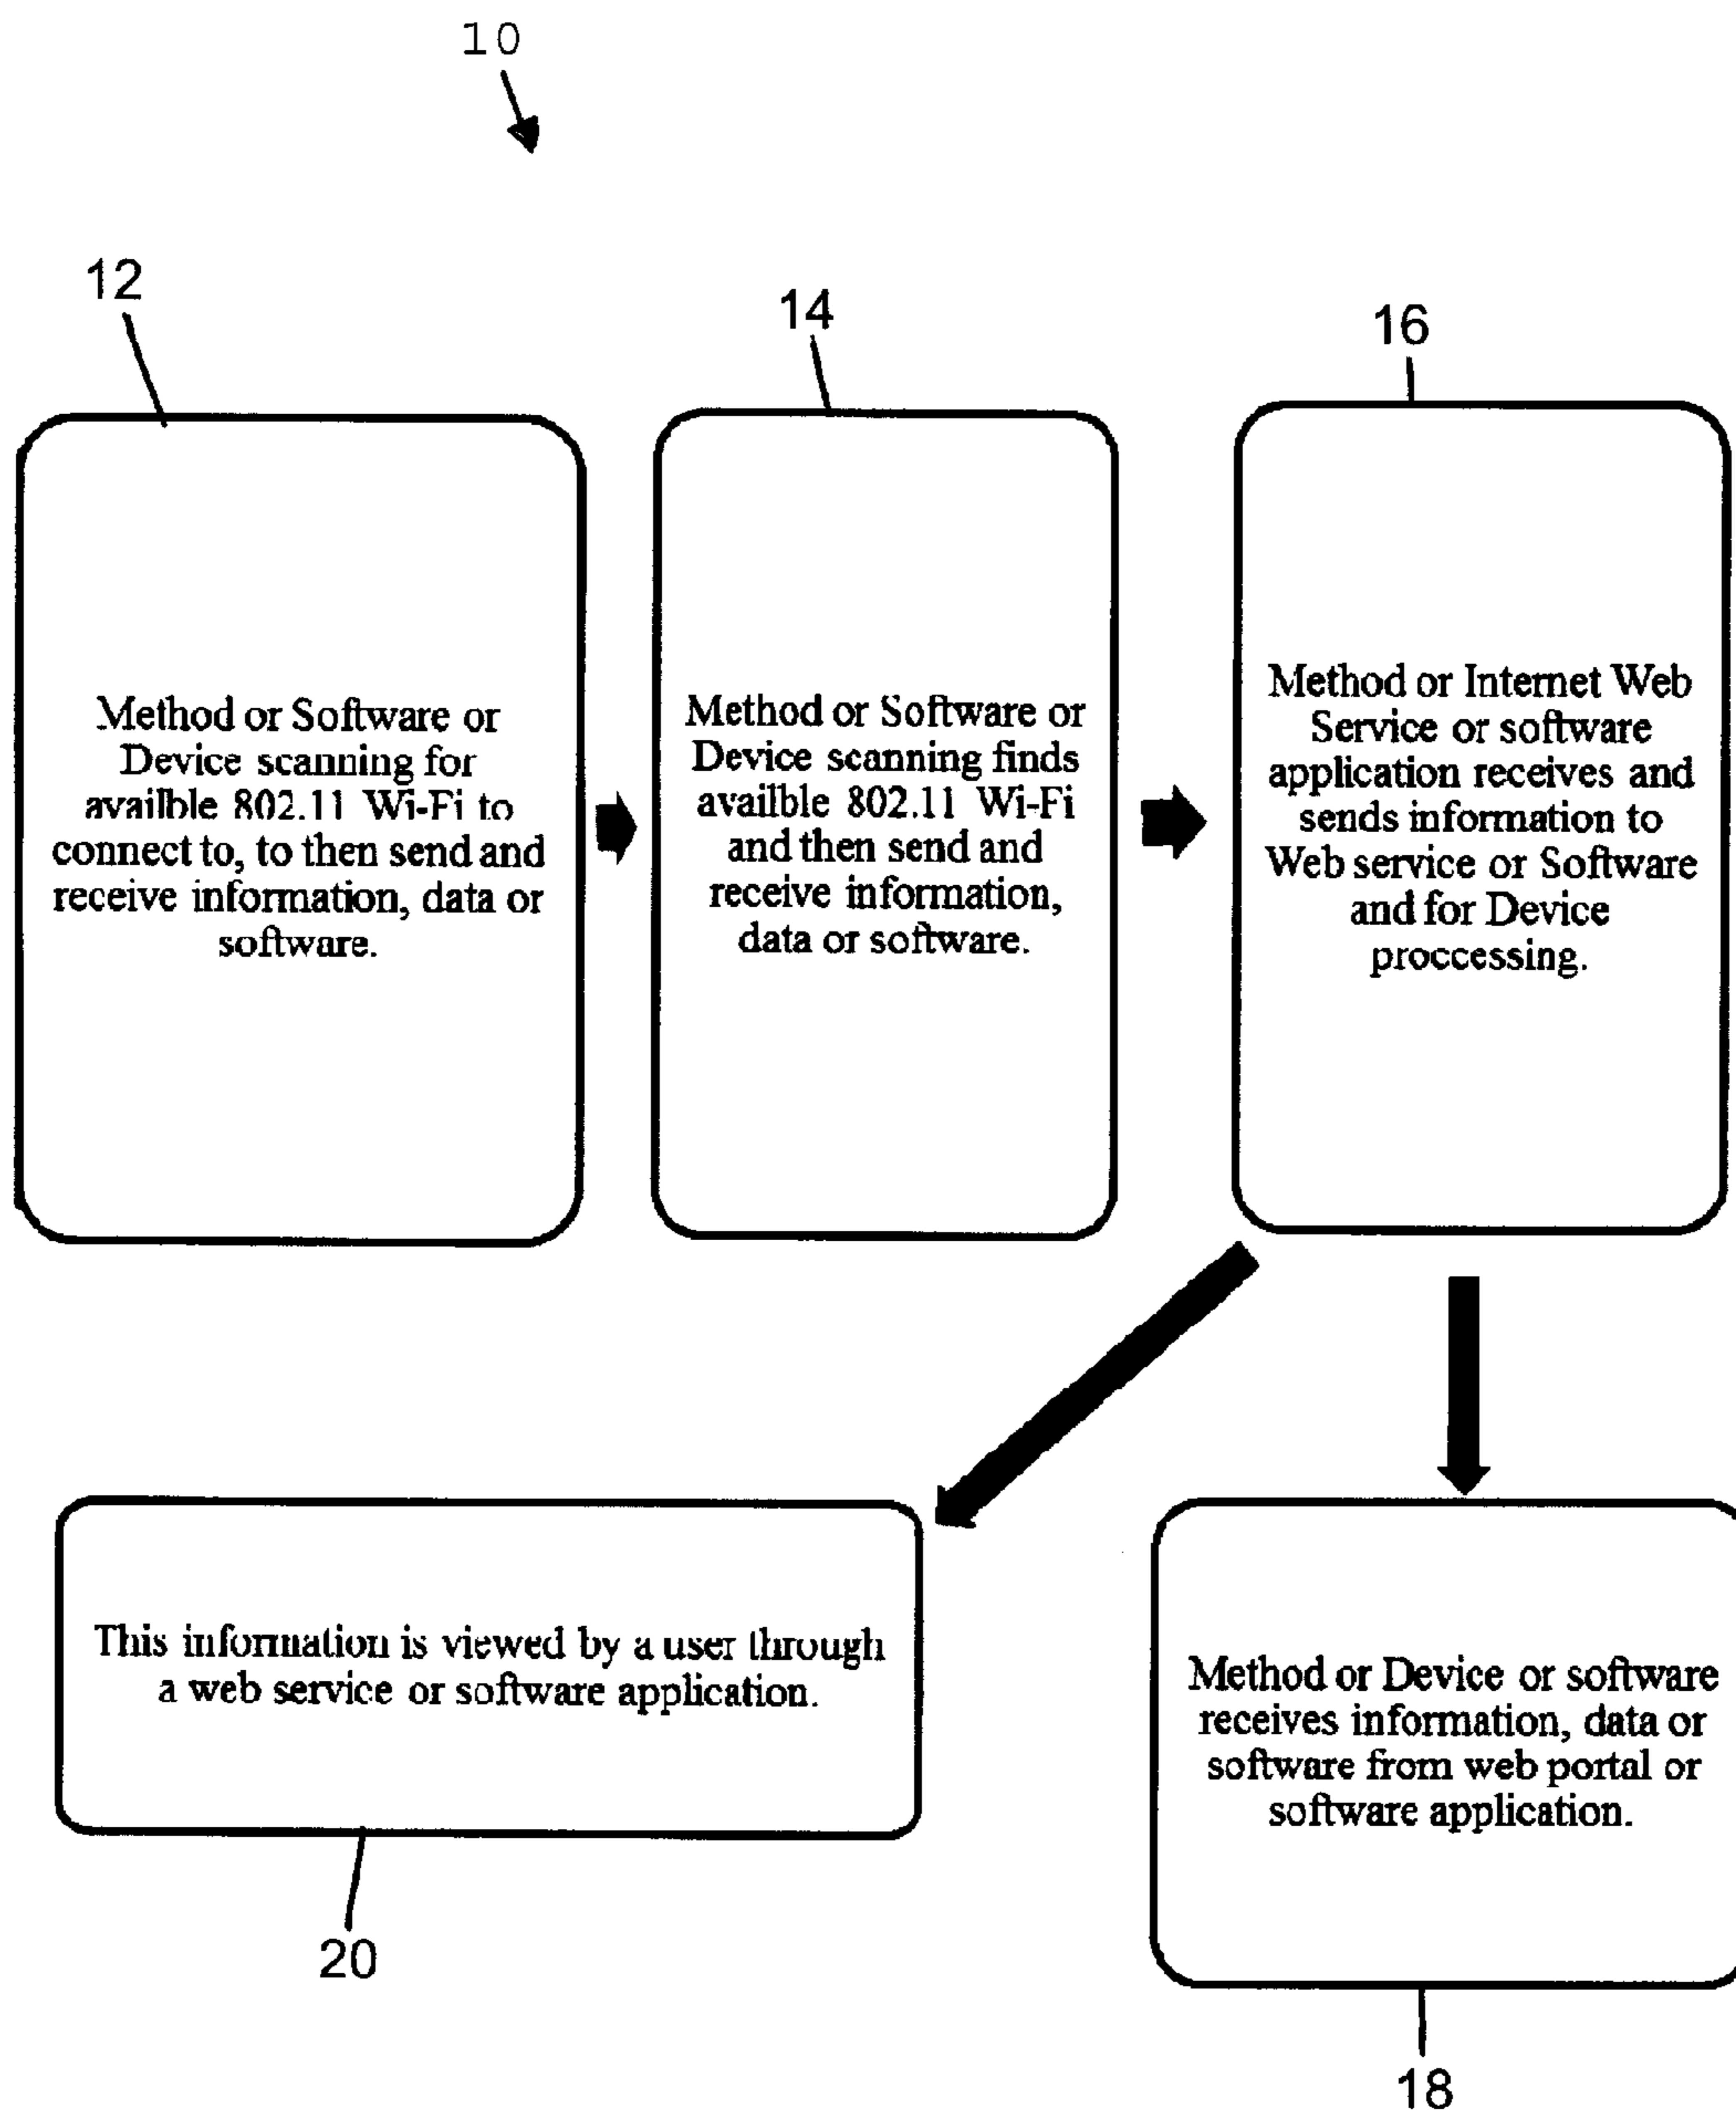 10
12
14
16
Method or Software or
Device scanning for
availble 802.11 Wi-Fi to
connect to, to then send and
receive information, data or
software.
Method or Software or
Device scanning finds
availble 802.11 Wi-Fi
and then send and
receive information,
data or software.
Method or Internet Web
Service or software
application receives and
sends information to
Web service or Software
and for Device
proccessing.
This information is viewed by a user through
a web service or software application.
Method or Device or software
receives information, data or
software from web portal or
software application.
20
18